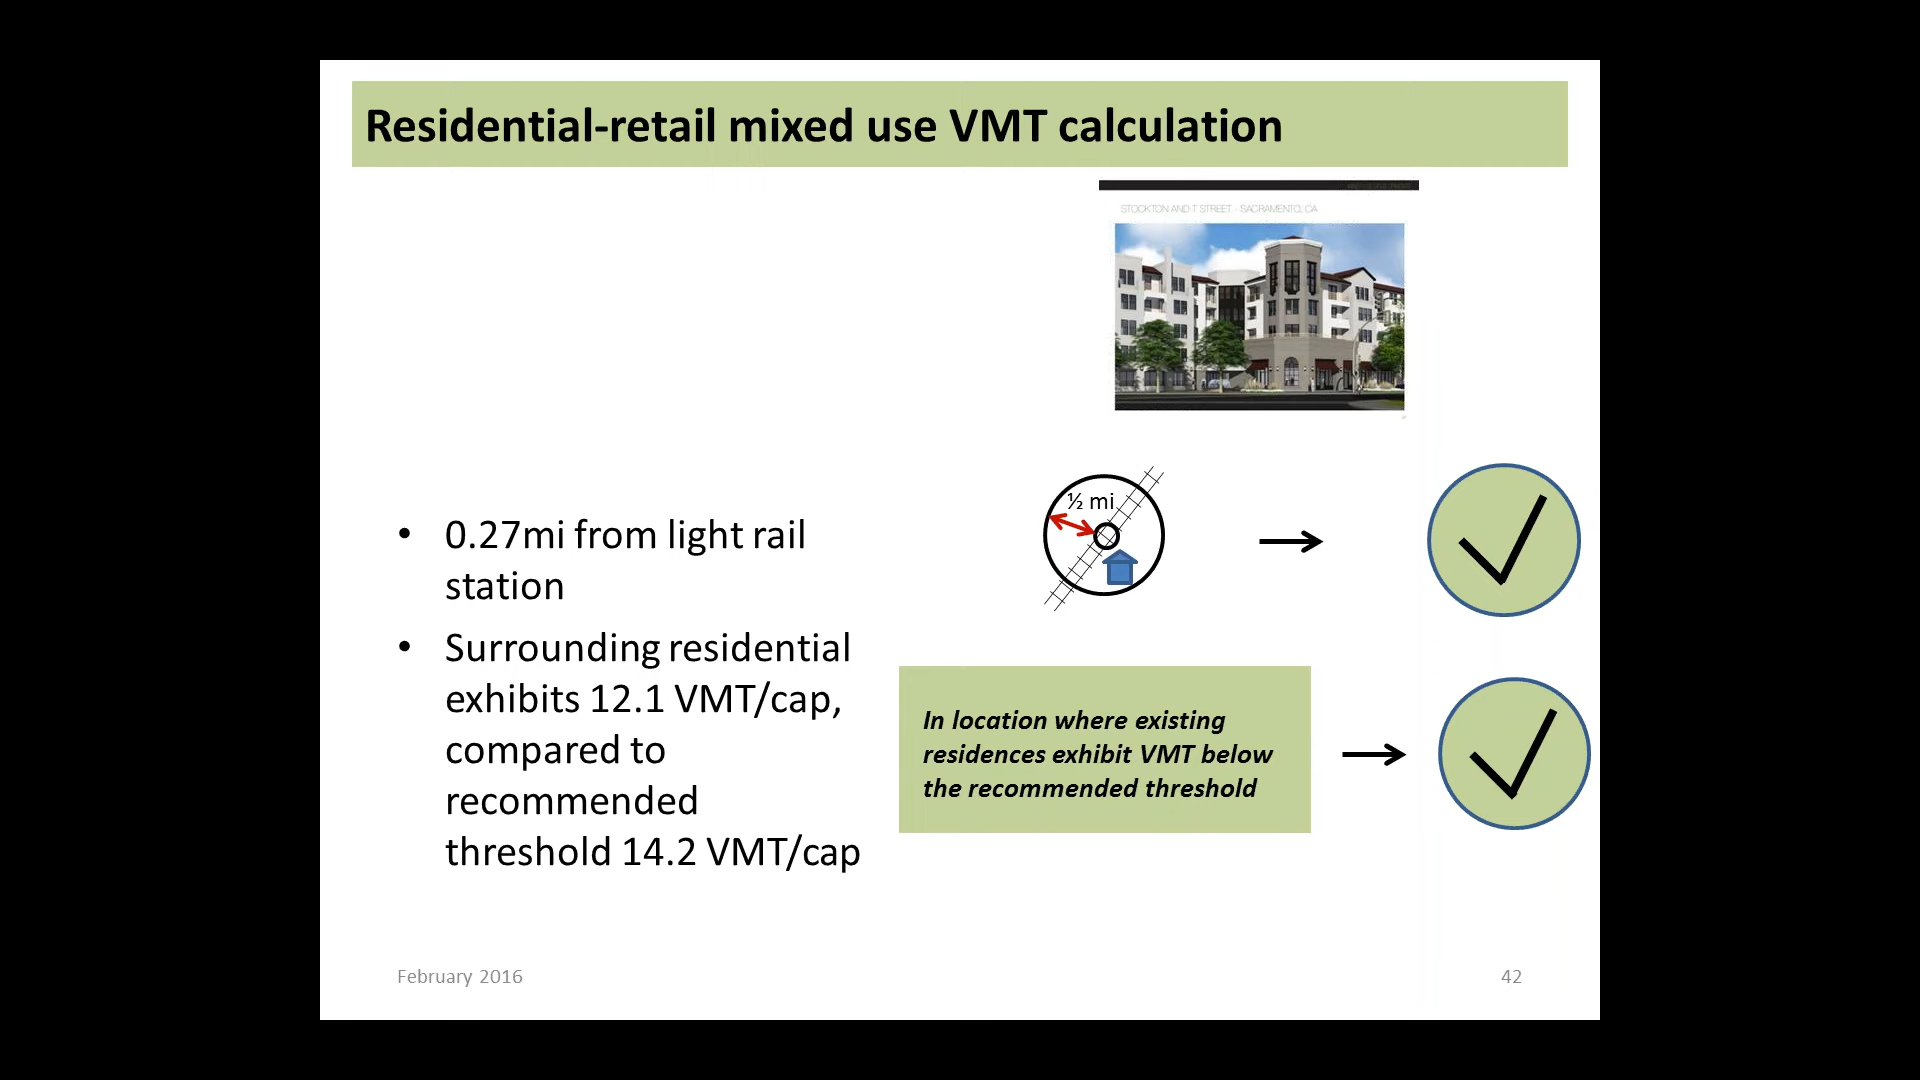 Residential-retail mixed use VMT calculation
STOCKTON AND T STREET - SACRAMENTO, CA
½ mi
• 0.27mi from light rail
station
• Surrounding residential
exhibits 12.1 VMT/cap,
compared to
recommended
threshold 14.2 VMT/cap
In location where existing
residences exhibit VMT below
the recommended threshold
February 2016
42